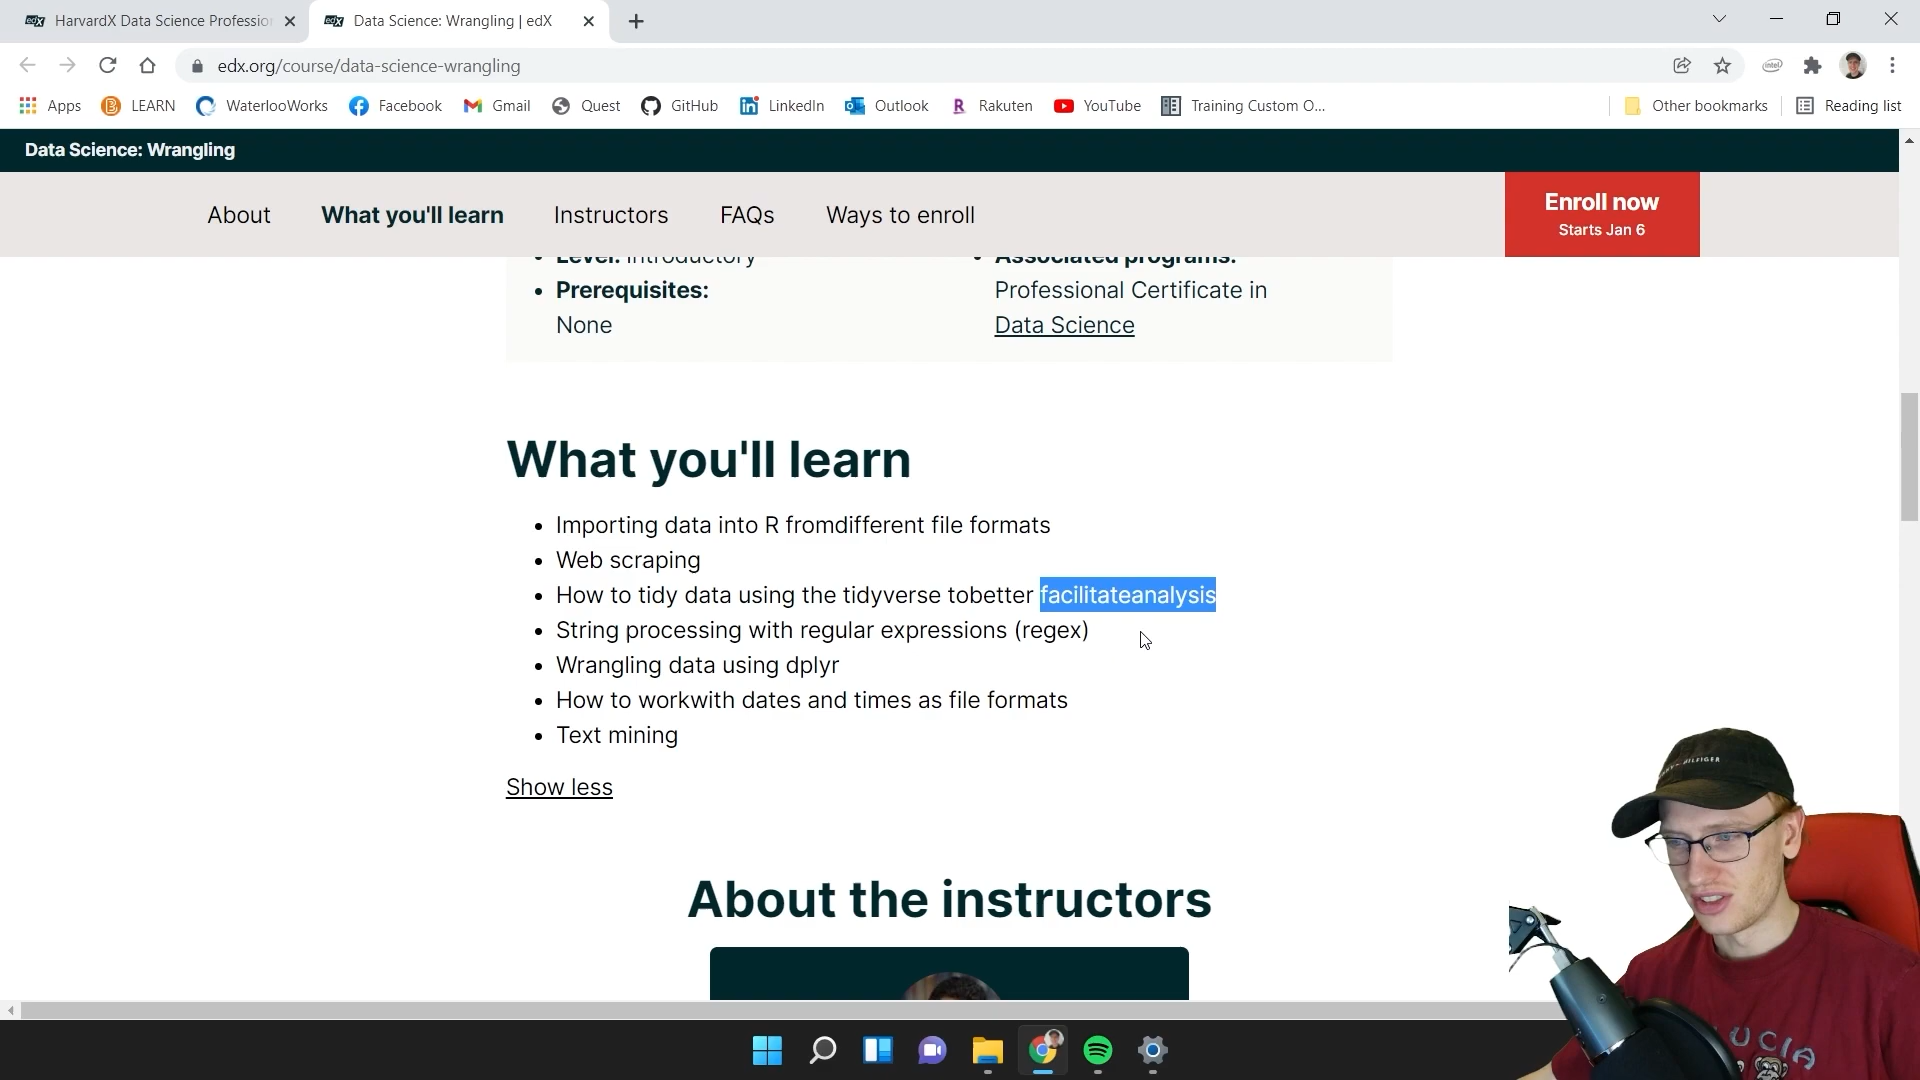 HarvardX Data Science Professio
Data Science: Wrangling | edX
edx.org/course/data-science-wrangling
Apps
LEARN
WaterlooWorks
Facebook
Gmail
Quest
GitHub
LinkedIn
Outlook
Rakuten
YouTube
Training Custom O...
Other bookmarks
Reading list
Data Science: Wrangling
About
What you'll learn
Instructors
FAQs
Ways to enroll
Enroll now
Starts Jan 6
Level: Introductory
Prerequisites:
None
Associated programs:
Professional Certificate in
Data Science
What you'll learn
Importing data into R fromdifferent file formats
Web scraping
How to tidy data using the tidyverse tobetter facilitateanalysis
String processing with regular expressions (regex)
Wrangling data using dplyr
How to workwith dates and times as file formats
Text mining
Show less
About the instructors
UCIA